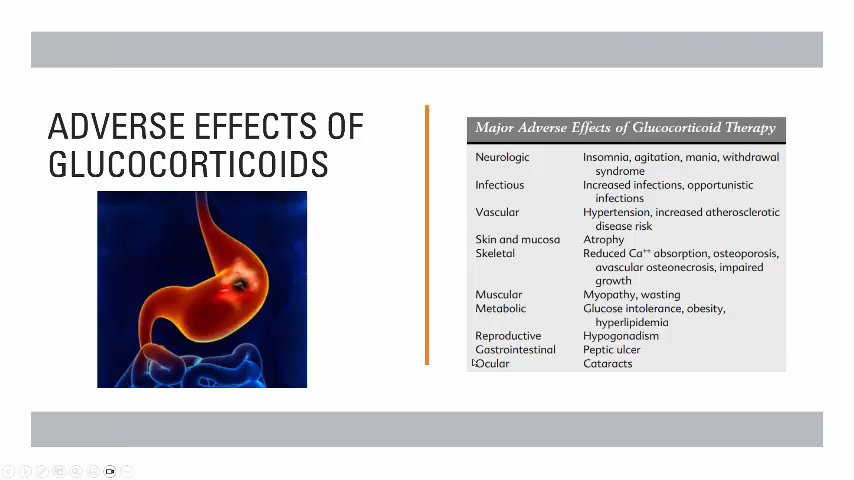 ADVERSE EFFECTS OF
GLUCOCORTICOIDS
Major Adverse Effects of Glucocorticoid Therapy
Neurologic Insomnia, agitation, mania, withdrawal
syndrome
Infectious Increased infections, opportunistic
infections
Vascular Hypertension, increased atherosclerotic
disease risk
Skin and mucosa Atrophy
Skeletal Reduced Ca⁺⁺ absorption, osteoporosis,
avascular osteonecrosis, impaired
growth
Muscular Myopathy, wasting
Metabolic Glucose intolerance, obesity,
hyperlipidemia
Reproductive Hypogonadism
Gastrointestinal Peptic ulcer
Ocular Cataracts